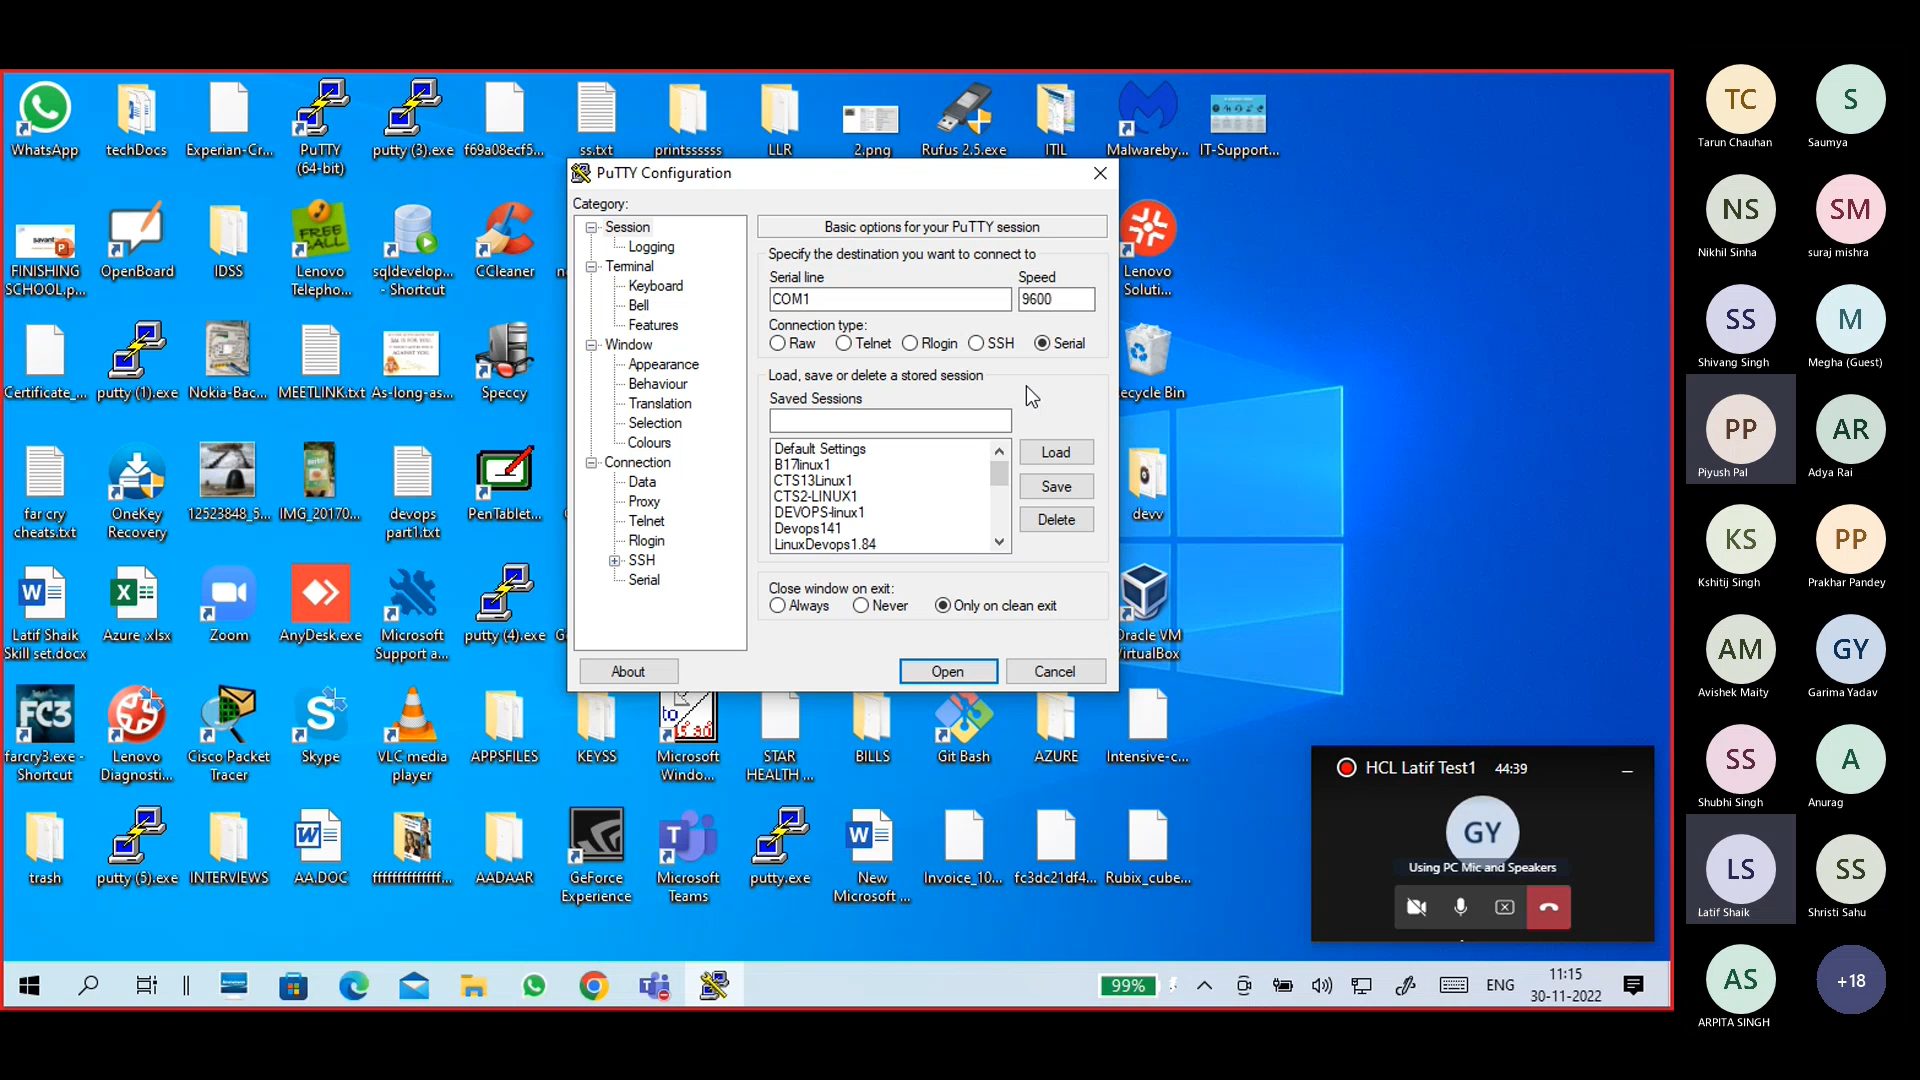 WhatsApp
techDocs
Experian-Cr...
PuTTY
(64-bit)
putty (3).exe
f69a08ecf5...
ss.txt
printssssss
LLR
2.png
Rufus 2.5.exe
ITIL
Malwareby...
IT-Support...
FINISHING
SCHOOL.p...
OpenBoard
IDSS
FREE
CALL
Lenovo
Telepho...
sqldevelop...
- Shortcut
CCleaner
Lenovo
Soluti...
Certificate_...
putty (1).exe
Nokia-Bac...
MEETLINK.txt
As-long-as...
Speccy
ecycle Bin
far cry
cheats.txt
OneKey
Recovery
12523848_5...
IMG_20170...
devops
part1.txt
PenTablet...
devv
Latif Shaik
Skill set.docx
Azure .xlsx
Zoom
AnyDesk.exe
Microsoft
Support a...
putty (4).exe
Oracle VM
VirtualBox
FC3
farcry3.exe -
Shortcut
Lenovo
Diagnosti...
Cisco Packet
Tracer
Skype
VLC media
player
APPSFILES
KEYSS
Microsoft
Windo...
STAR
HEALTH ...
BILLS
Git Bash
AZURE
Intensive-c...
trash
putty (5).exe
INTERVIEWS
AA.DOC
ffffffffffffff...
AADAAR
GeForce
Experience
Microsoft
Teams
putty.exe
New
Microsoft ...
Invoice_10...
fc3dc21df4...
Rubix_cube...
PuTTY Configuration
Category:
Session
Logging
Terminal
Keyboard
Bell
Features
Window
Appearance
Behaviour
Translation
Selection
Colours
Connection
Data
Proxy
Telnet
Rlogin
SSH
Serial
Basic options for your PuTTY session
Specify the destination you want to connect to
Serial line Speed
COM1 9600
Connection type:
Raw Telnet Rlogin SSH Serial
Load, save or delete a stored session
Saved Sessions
Default Settings
B17linux1
CTS13Linux1
CTS2-LINUX1
DEVOPS-linux1
Devops141
LinuxDevops1.84
Load
Save
Delete
Close window on exit:
Always Never Only on clean exit
About Open Cancel
HCL Latif Test1 44:39
GY
Using PC Mic and Speakers
99%
ENG
11:15
30-11-2022
TC
Tarun Chauhan
S
Saumya
NS
Nikhil Sinha
SM
suraj mishra
SS
Shivang Singh
M
Megha (Guest)
PP
Piyush Pal
AR
Adya Rai
KS
Kshitij Singh
PP
Prakhar Pandey
AM
Avishek Maity
GY
Garima Yadav
SS
Shubhi Singh
A
Anurag
LS
Latif Shaik
SS
Shristi Sahu
AS
ARPITA SINGH
+18